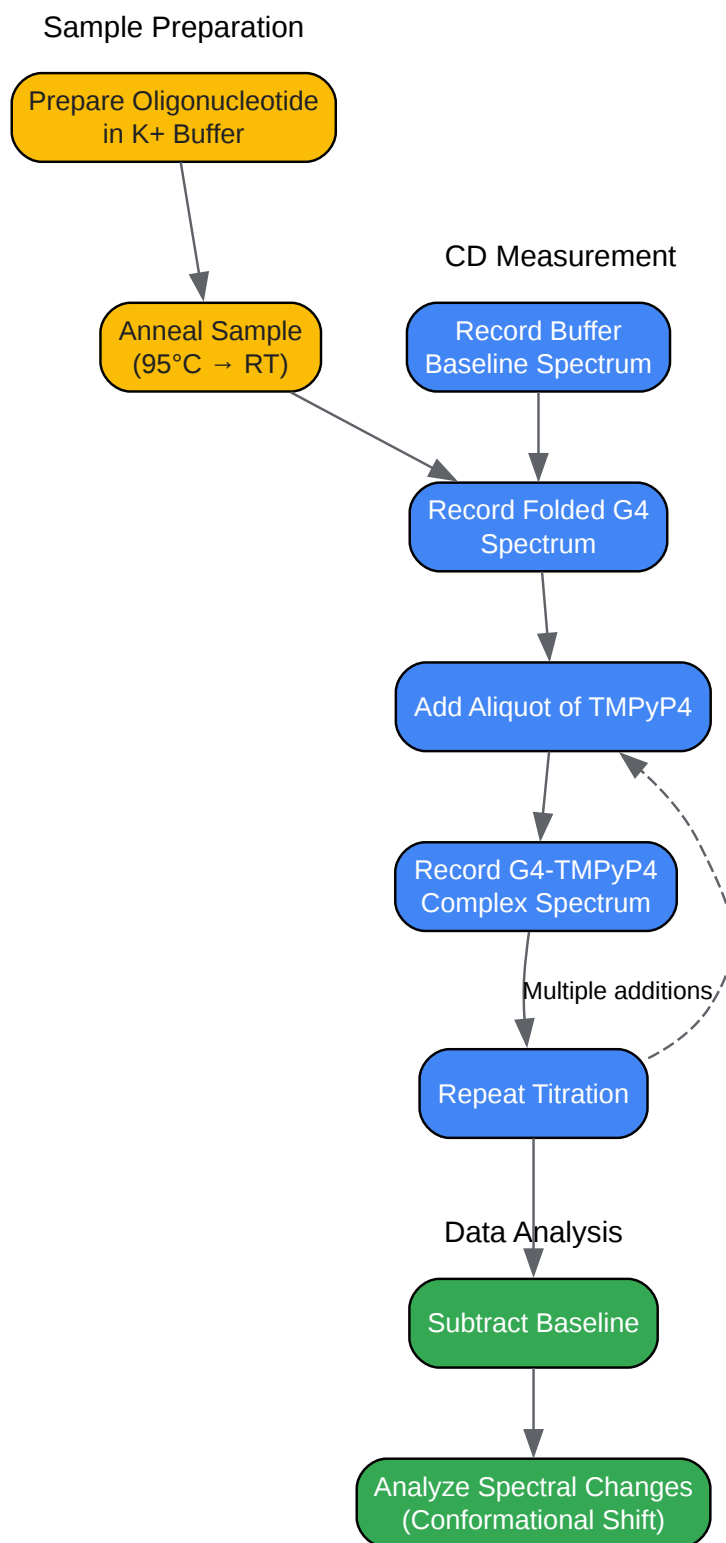 Sample Preparation
Prepare Oligonucleotide
in K+ Buffer
CD Measurement
Anneal Sample
(95°C → RT)
Record Buffer
Baseline Spectrum
Record Folded G4
Spectrum
Add Aliquot of TMPyP4
Record G4-TMPyP4
Complex Spectrum
Multiple additions
Repeat Titration
Data Analysis
Subtract Baseline
Analyze Spectral Changes
(Conformational Shift)